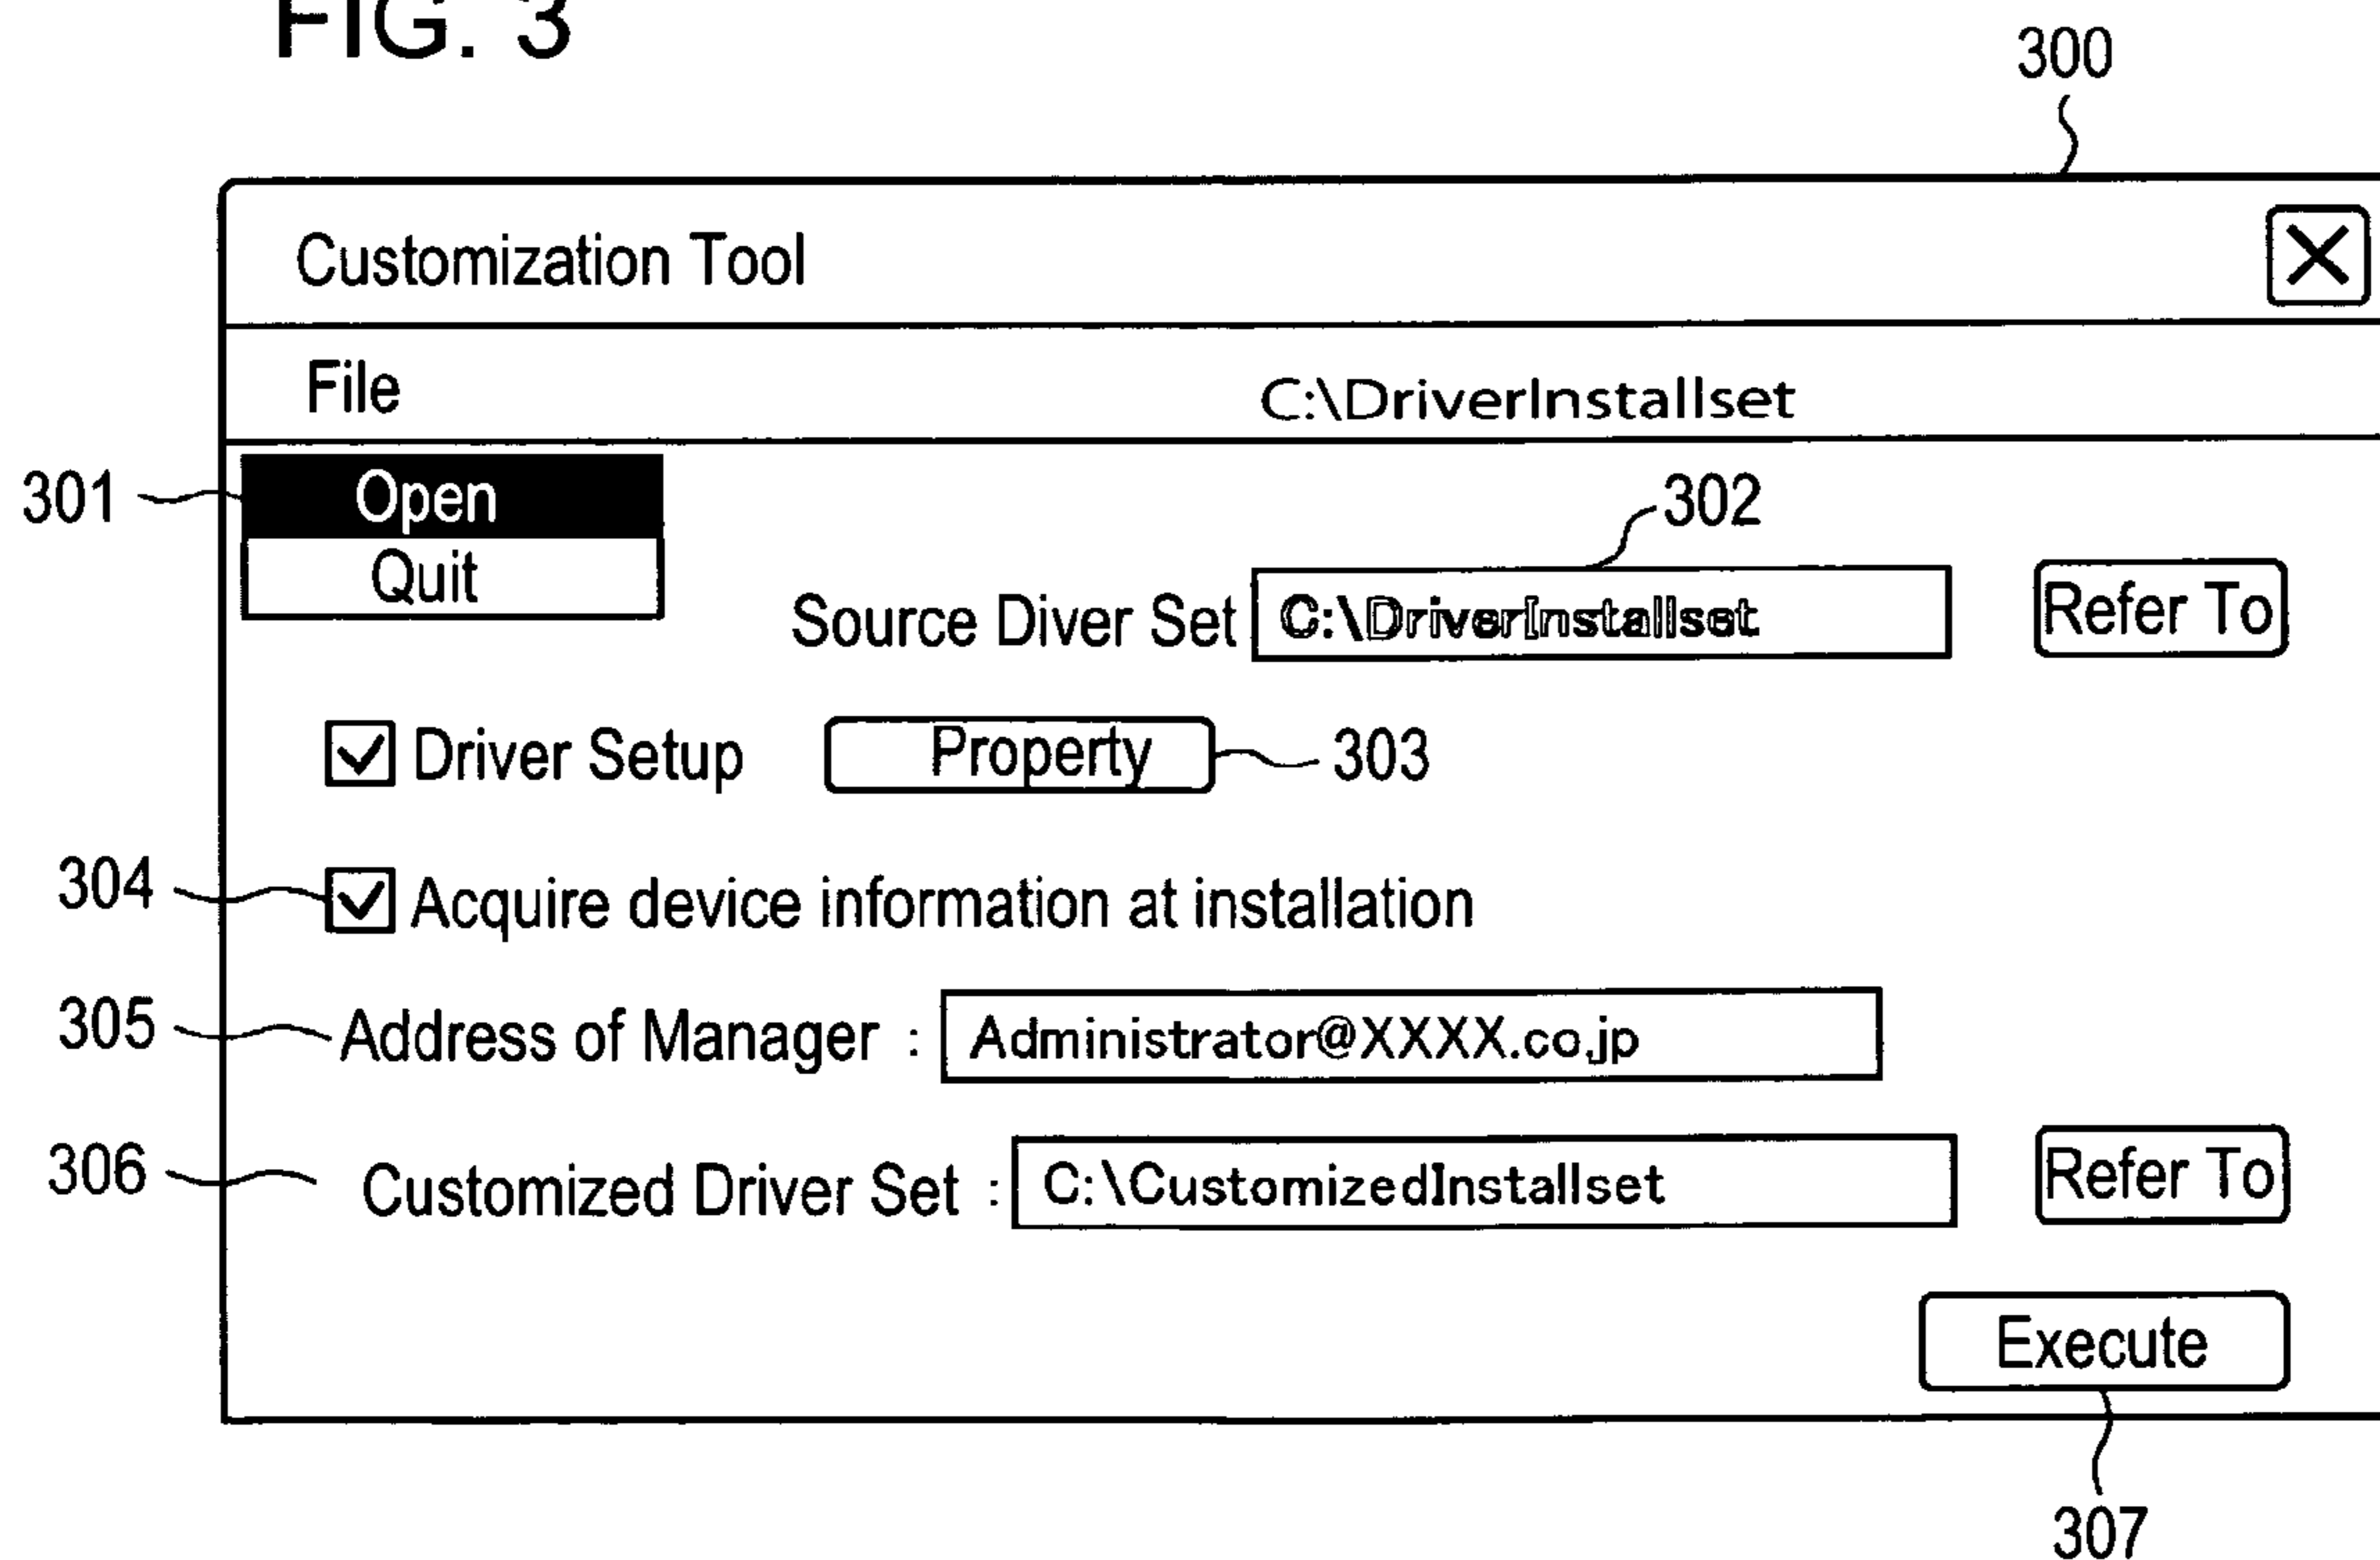 FIG. 3
300
Customization Tool
File C:\DriverInstallset
301 Open
302
Quit
Source Diver Set C:\DriverInstallset Refer To
Driver Setup Property 303
304 Acquire device information at installation
305 Address of Manager : Administrator@XXXX.co.jp
306 Customized Driver Set : C:\CustomizedInstallset Refer To
Execute
307